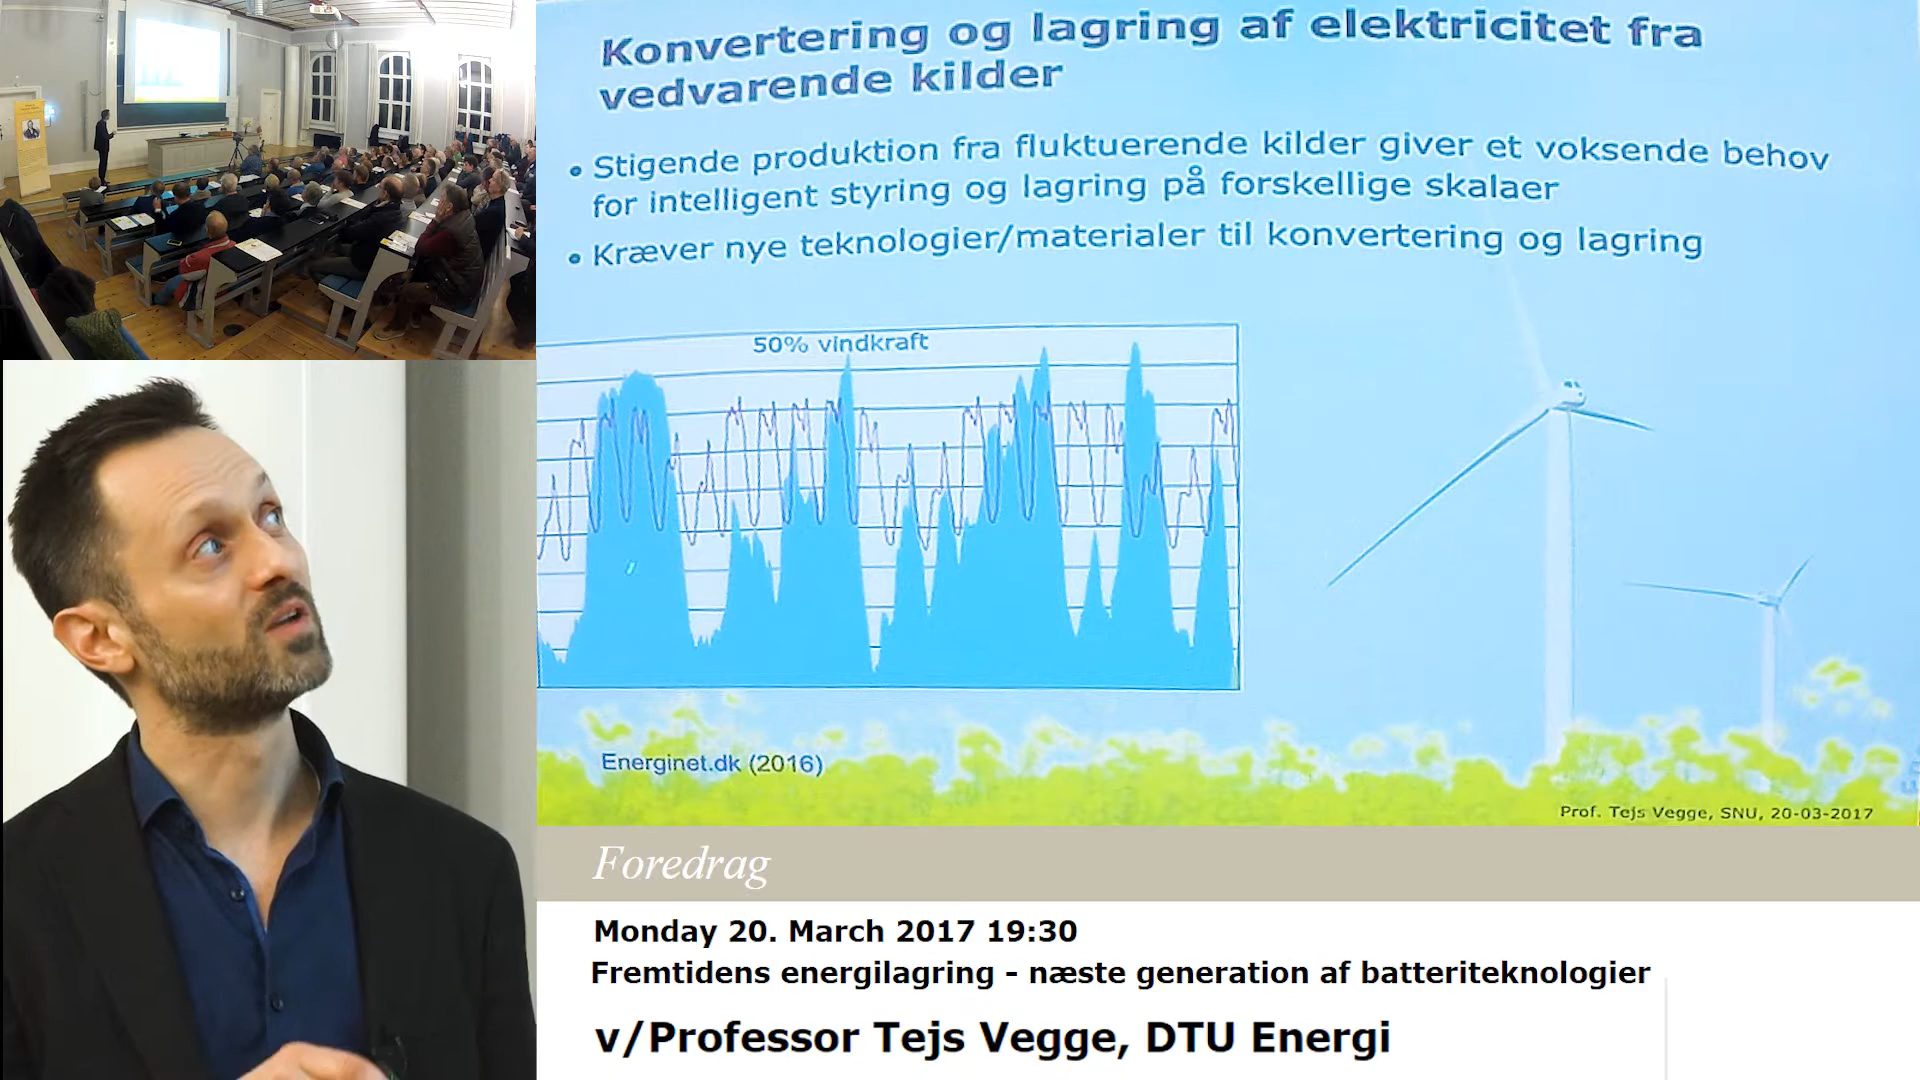 Konvertering og lagring af elektricitet fra
vedvarende kilder
• Stigende produktion fra fluktuerende kilder giver et voksende behov
for intelligent styring og lagring på forskellige skalaer
• Kræver nye teknologier/materialer til konvertering og lagring
50% vindkraft
Energinet.dk (2016)
Prof. Tejs Vegge, SNU, 20-03-2017
Foredrag
Monday 20. March 2017 19:30
Fremtidens energilagring - næste generation af batteriteknologier
v/Professor Tejs Vegge, DTU Energi